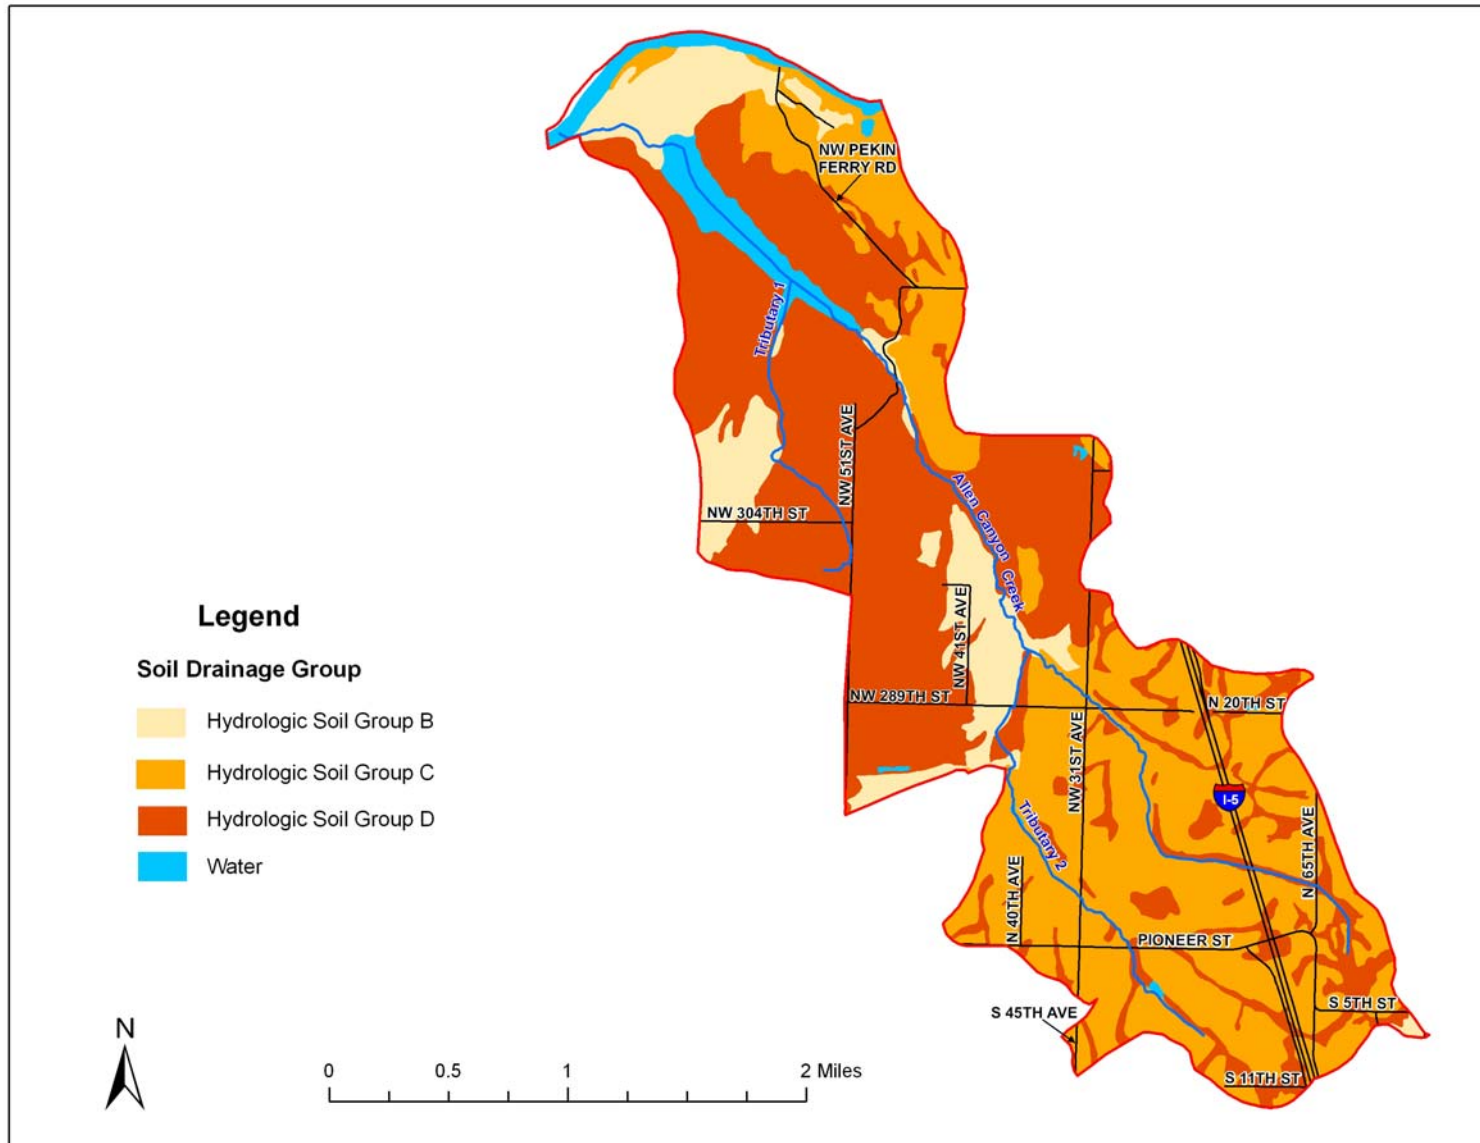 NW PEKIN
FERRY RD
Tributary 1
NW 51ST AVE
NW 304TH ST
Allen Canyon Creek
NW 41ST AVE
NW 289TH ST
N 20TH ST
NW 31ST AVE
I-5
N 65TH AVE
Tributary 2
N 40TH AVE
PIONEER ST
S 45TH AVE
S 5TH ST
S 11TH ST
Legend
Soil Drainage Group
Hydrologic Soil Group B
Hydrologic Soil Group C
Hydrologic Soil Group D
Water
N
0 0.5 1 2 Miles